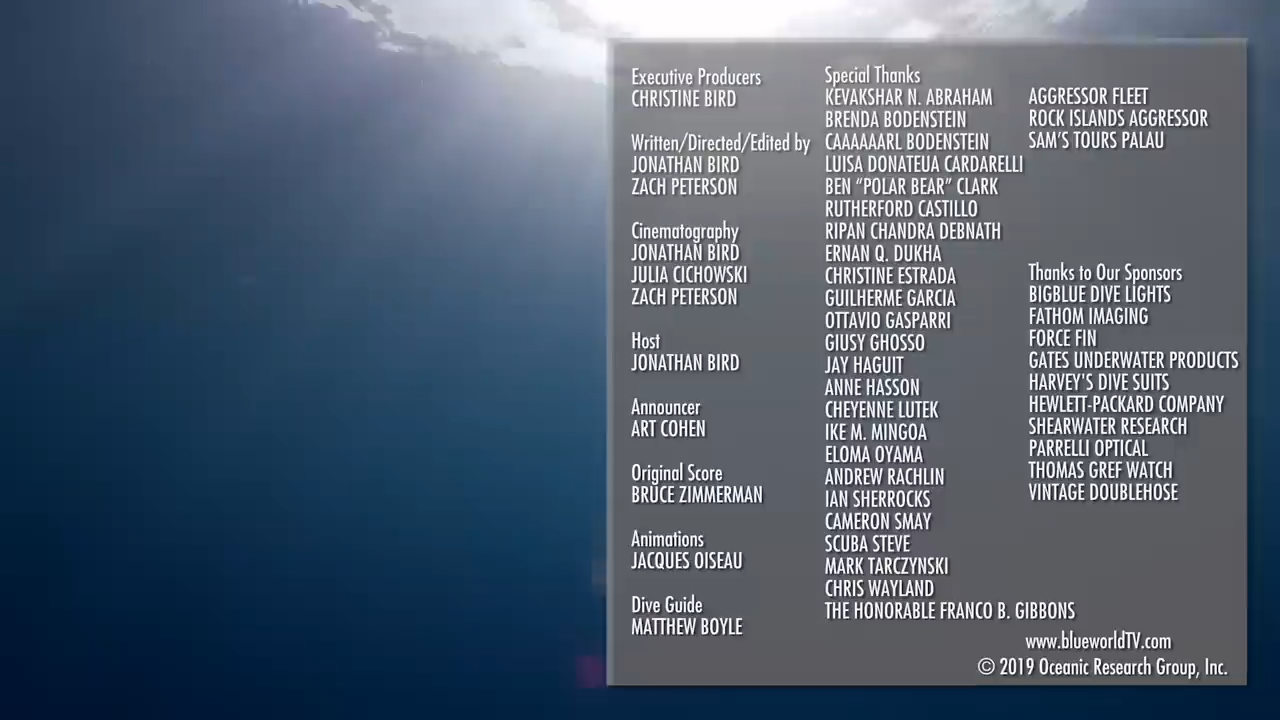 Executive Producers
CHRISTINE BIRD
Written/Directed/Edited by
JONATHAN BIRD
ZACH PETERSON
Cinematography
JONATHAN BIRD
JULIA CICHOWSKI
ZACH PETERSON
Host
JONATHAN BIRD
Announcer
ART COHEN
Original Score
BRUCE ZIMMERMAN
Animations
JACQUES OISEAU
Dive Guide
MATTHEW BOYLE
Special Thanks
KEVAKSHAR N. ABRAHAM
BRENDA BODENSTEIN
CAAAAAARL BODENSTEIN
LUISA DONATEUA CARDARELLI
BEN “POLAR BEAR” CLARK
RUTHERFORD CASTILLO
RIPAN CHANDRA DEBNATH
ERNAN Q. DUKHA
CHRISTINE ESTRADA
GUILHERME GARCIA
OTTAVIO GASPARRI
GIUSY GHOSSO
JAY HAGUIT
ANNE HASSON
CHEYENNE LUTEK
IKE M. MINGOA
ELOMA OYAMA
ANDREW RACHLIN
IAN SHERROCKS
CAMERON SMAY
SCUBA STEVE
MARK TARCZYNSKI
CHRIS WAYLAND
THE HONORABLE FRANCO B. GIBBONS
AGGRESSOR FLEET
ROCK ISLANDS AGGRESSOR
SAM’S TOURS PALAU
Thanks to Our Sponsors
BIGBLUE DIVE LIGHTS
FATHOM IMAGING
FORCE FIN
GATES UNDERWATER PRODUCTS
HARVEY'S DIVE SUITS
HEWLETT-PACKARD COMPANY
SHEARWATER RESEARCH
PARRELLI OPTICAL
THOMAS GREF WATCH
VINTAGE DOUBLEHOSE
www.blueworldTV.com
© 2019 Oceanic Research Group, Inc.